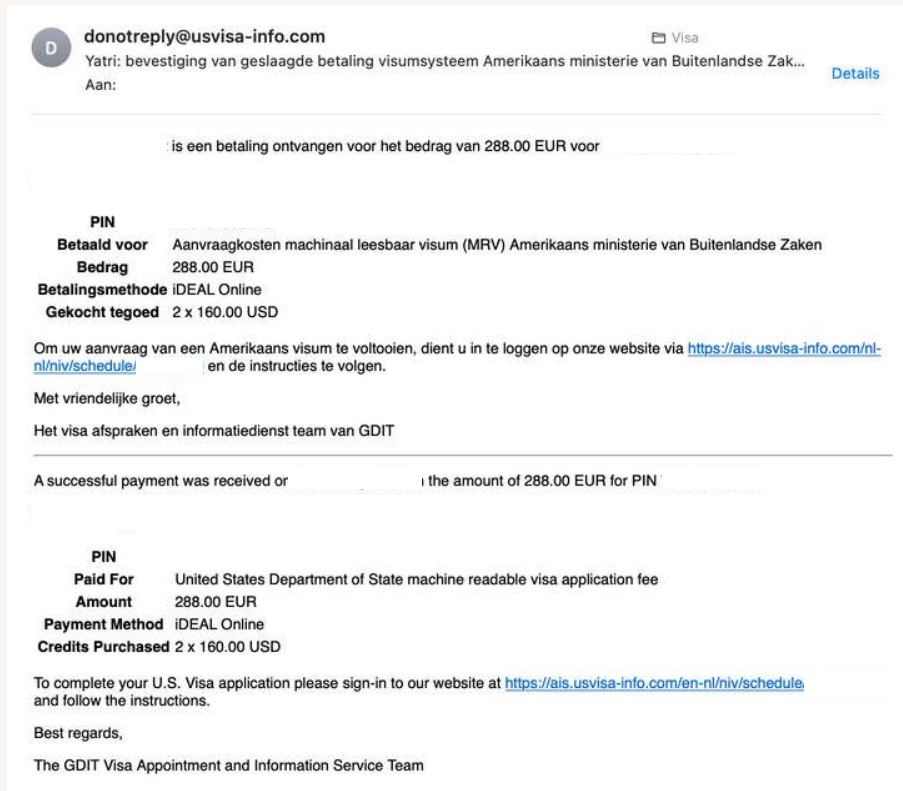 D
donotreply@usvisa-info.com
Visa
Yatri: bevestiging van geslaagde betaling visumsysteem Amerikaans ministerie van Buitenlandse Zak...
Details
Aan:
is een betaling ontvangen voor het bedrag van 288.00 EUR voor
PIN
Betaald voor Aanvraagkosten machinaal leesbaar visum (MRV) Amerikaans ministerie van Buitenlandse Zaken
Bedrag 288.00 EUR
Betalingsmethode iDEAL Online
Gekocht tegoed 2 x 160.00 USD
Om uw aanvraag van een Amerikaans visum te voltooien, dient u in te loggen op onze website via https://ais.usvisa-info.com/nl-
nl/niv/schedule/ en de instructies te volgen.
Met vriendelijke groet,
Het visa afspraken en informatiedienst team van GDIT
A successful payment was received or the amount of 288.00 EUR for PIN
PIN
Paid For United States Department of State machine readable visa application fee
Amount 288.00 EUR
Payment Method iDEAL Online
Credits Purchased 2 x 160.00 USD
To complete your U.S. Visa application please sign-in to our website at https://ais.usvisa-info.com/en-nl/niv/schedule/
and follow the instructions.
Best regards,
The GDIT Visa Appointment and Information Service Team